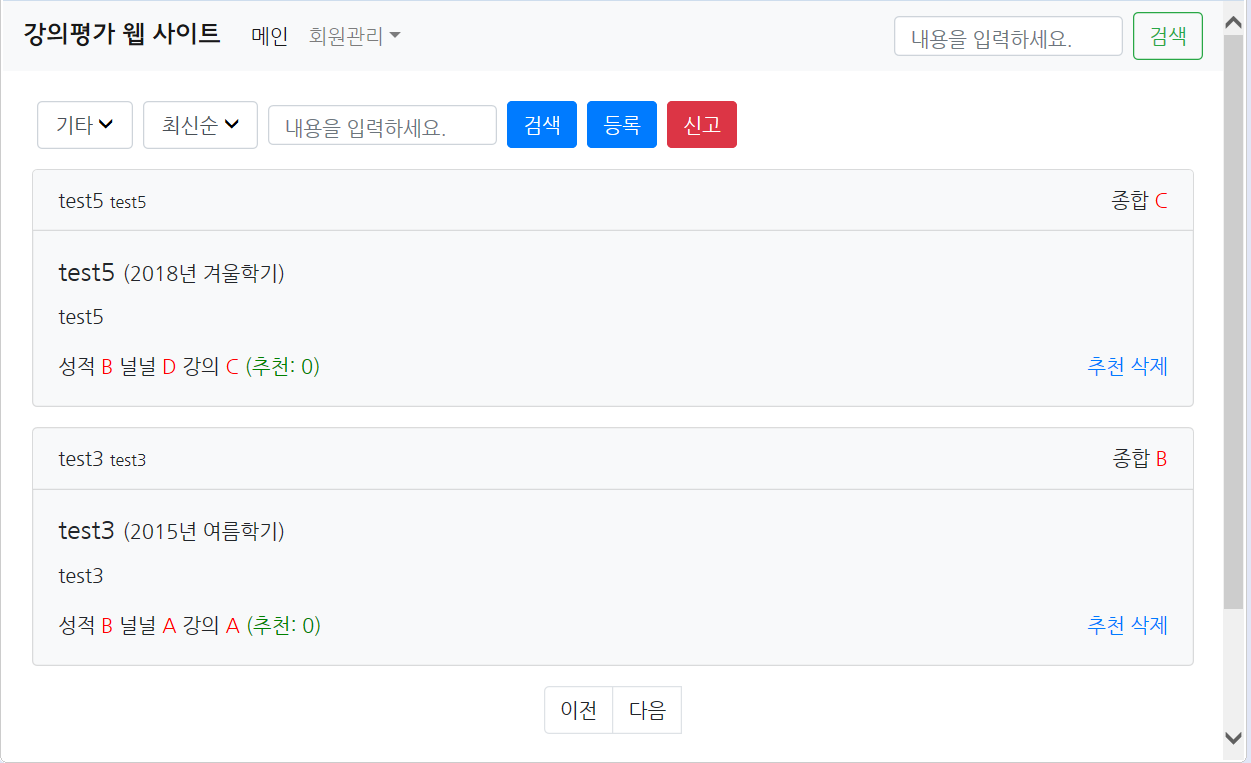 강의평가 웹 사이트 메인 회원관리 내용을 입력하세요. 검색
기타 최신순 내용을 입력하세요. 검색 등록 신고
test5 test5 종합 C
test5 (2018년 겨울학기)
test5
성적 B 널널 D 강의 C (추천: 0) 추천 삭제
test3 test3 종합 B
test3 (2015년 여름학기)
test3
성적 B 널널 A 강의 A (추천: 0) 추천 삭제
이전 다음